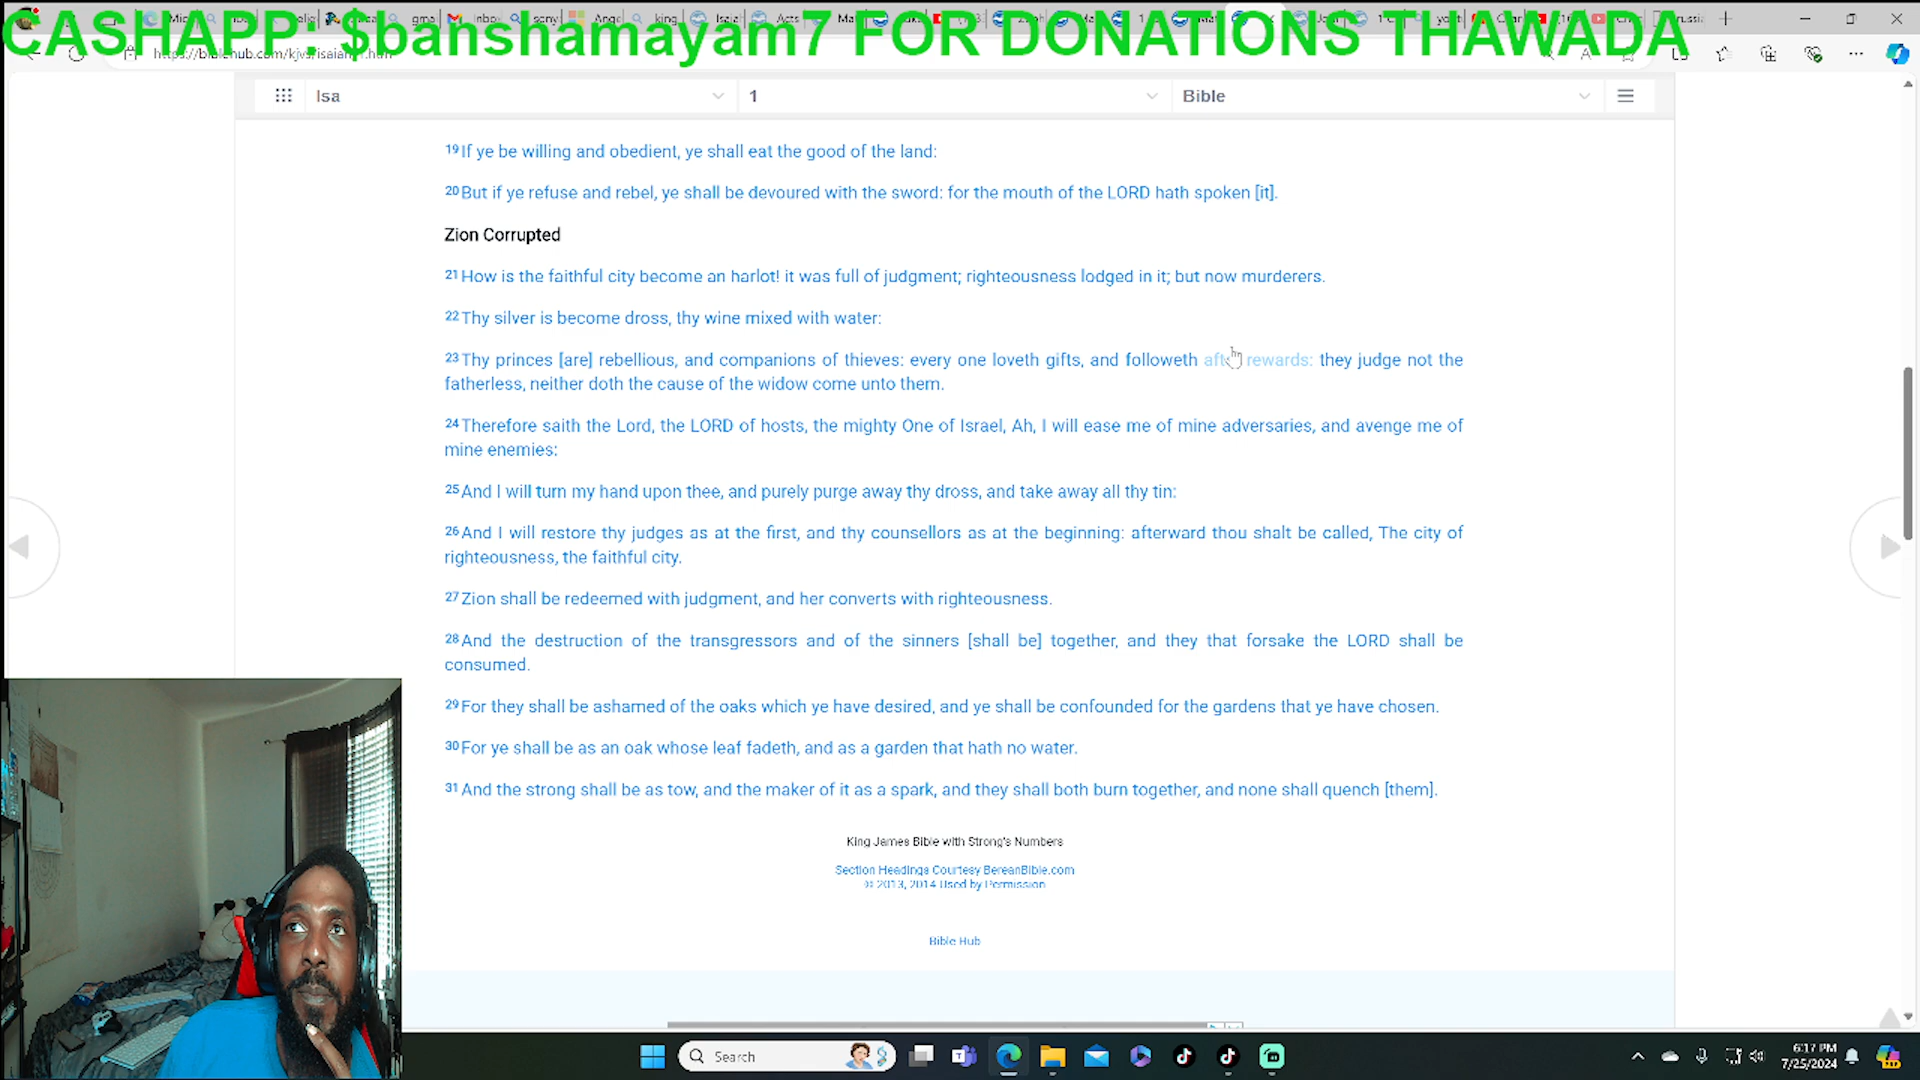 CASHAPP: $banshamayam7 FOR DONATIONS THAWADA
Isa
1
Bible
19 If ye be willing and obedient, ye shall eat the good of the land:
20 But if ye refuse and rebel, ye shall be devoured with the sword: for the mouth of the LORD hath spoken [it].
Zion Corrupted
21 How is the faithful city become an harlot! it was full of judgment; righteousness lodged in it; but now murderers.
22 Thy silver is become dross, thy wine mixed with water:
23 Thy princes [are] rebellious, and companions of thieves: every one loveth gifts, and followeth after rewards: they judge not the
fatherless, neither doth the cause of the widow come unto them.
24 Therefore saith the Lord, the LORD of hosts, the mighty One of Israel, Ah, I will ease me of mine adversaries, and avenge me of
mine enemies:
25 And I will turn my hand upon thee, and purely purge away thy dross, and take away all thy tin:
26 And I will restore thy judges as at the first, and thy counsellors as at the beginning: afterward thou shalt be called, The city of
righteousness, the faithful city.
27 Zion shall be redeemed with judgment, and her converts with righteousness.
28 And the destruction of the transgressors and of the sinners [shall be] together, and they that forsake the LORD shall be
consumed.
29 For they shall be ashamed of the oaks which ye have desired, and ye shall be confounded for the gardens that ye have chosen.
30 For ye shall be as an oak whose leaf fadeth, and as a garden that hath no water.
31 And the strong shall be as tow, and the maker of it as a spark, and they shall both burn together, and none shall quench [them].
King James Bible with Strong's Numbers
Section Headings Courtesy BereanBible.com
© 2013, 2014 Used by Permission
Bible Hub
Search
6:17 PM
7/25/2024